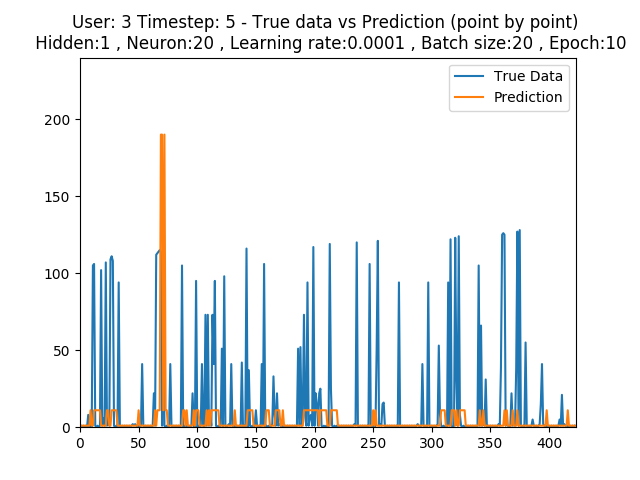 User: 3 Timestep: 5 - True data vs Prediction (point by point)
Hidden:1 , Neuron:20 , Learning rate:0.0001 , Batch size:20 , Epoch:10
True Data
Prediction
200
150
100
50
0
0 50 100 150 200 250 300 350 400